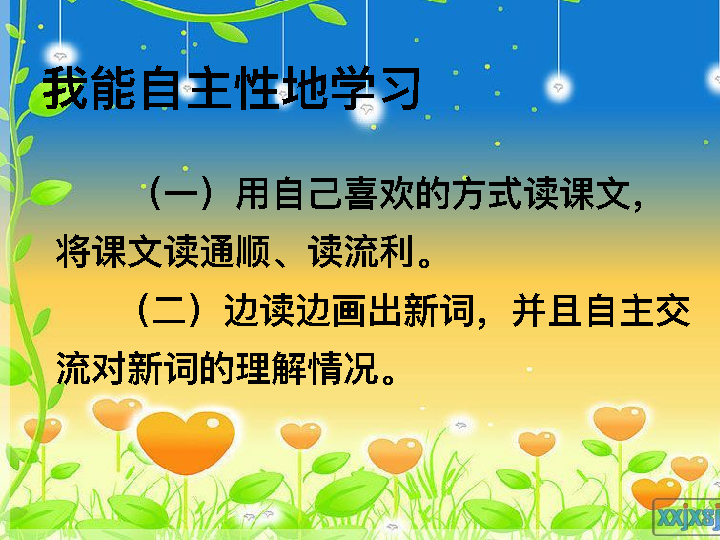 我能自主性地学习
（一）用自己喜欢的方式读课文，
将课文读通顺、读流利。
（二）边读边画出新词，并且自主交
流对新词的理解情况。